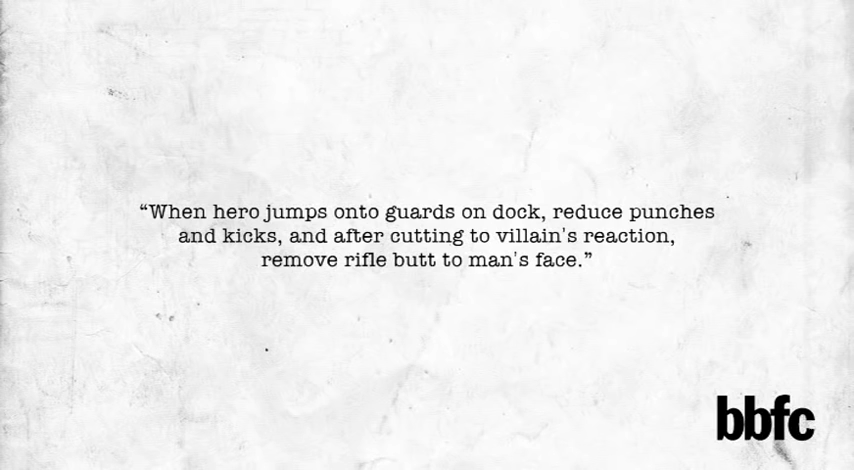 “When hero jumps onto guards on dock, reduce punches
and kicks, and after cutting to villain's reaction,
remove rifle butt to man's face.”
bbfc